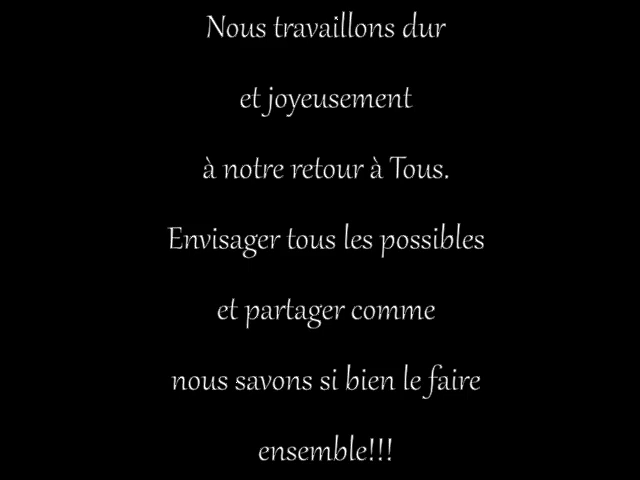 Nous travaillons dur
et joyeusement
à notre retour à Tous.
Envisager tous les possibles
et partager comme
nous savons si bien le faire
ensemble!!!